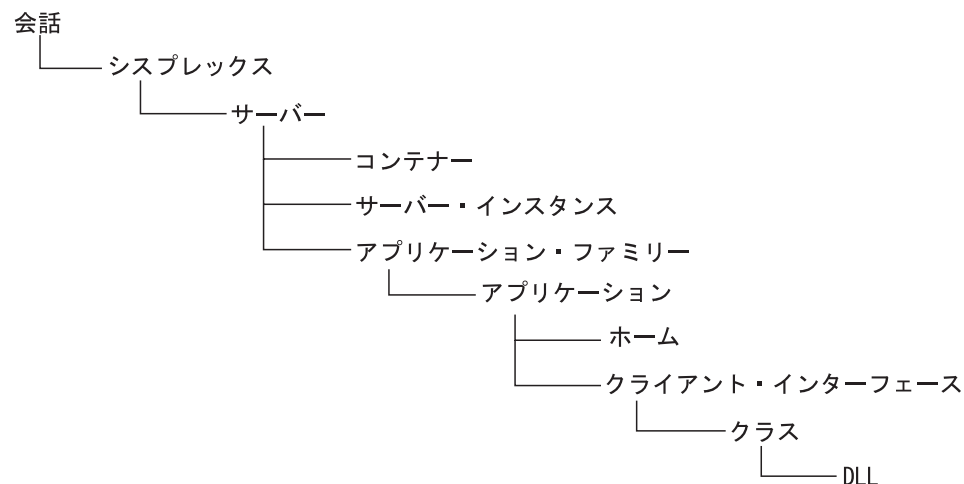 会話
シスプレックス
サーバー
コンテナー
サーバー・インスタンス
アプリケーション・ファミリー
アプリケーション
ホーム
クライアント・インターフェース
クラス
DLL